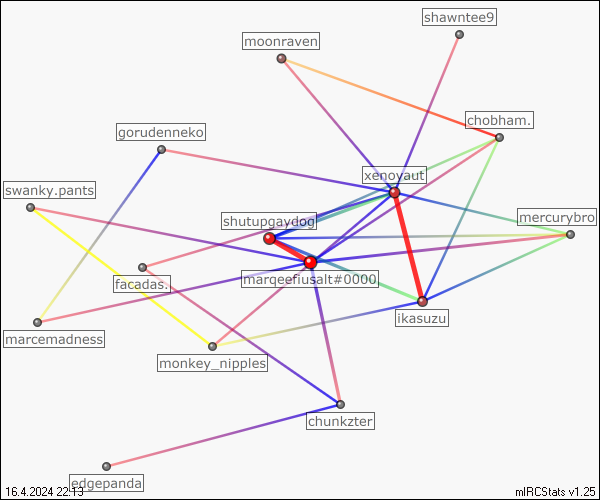 shawntee9
moonraven
chobham.
gorudenneko
xenoyaut
swanky.pants
mercurybro
shutupgaydog
marqeefiusalt#0000
facadas.
ikasuzu
marcemadness
monkey_nipples
chunkzter
edgepanda
16.4.2024 22:13
mIRCStats v1.25